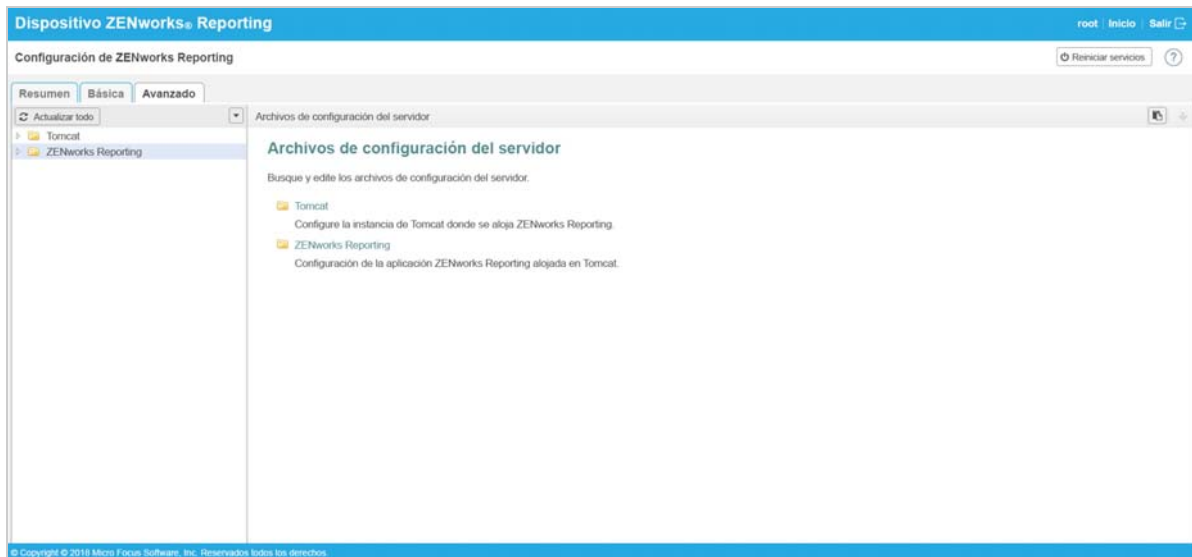 Dispositivo ZENworks® Reporting
root Inicio Salir
Configuración de ZENworks Reporting
Reiniciar servicios ?
Resumen Básica Avanzado
Actualizar todo
Archivos de configuración del servidor
Tomcat
ZENworks Reporting
Archivos de configuración del servidor
Busque y edite los archivos de configuración del servidor.
Tomcat
Configure la instancia de Tomcat donde se aloja ZENworks Reporting.
ZENworks Reporting
Configuración de la aplicación ZENworks Reporting alojada en Tomcat.
© Copyright © 2018 Micro Focus Software, Inc. Reservados todos los derechos.